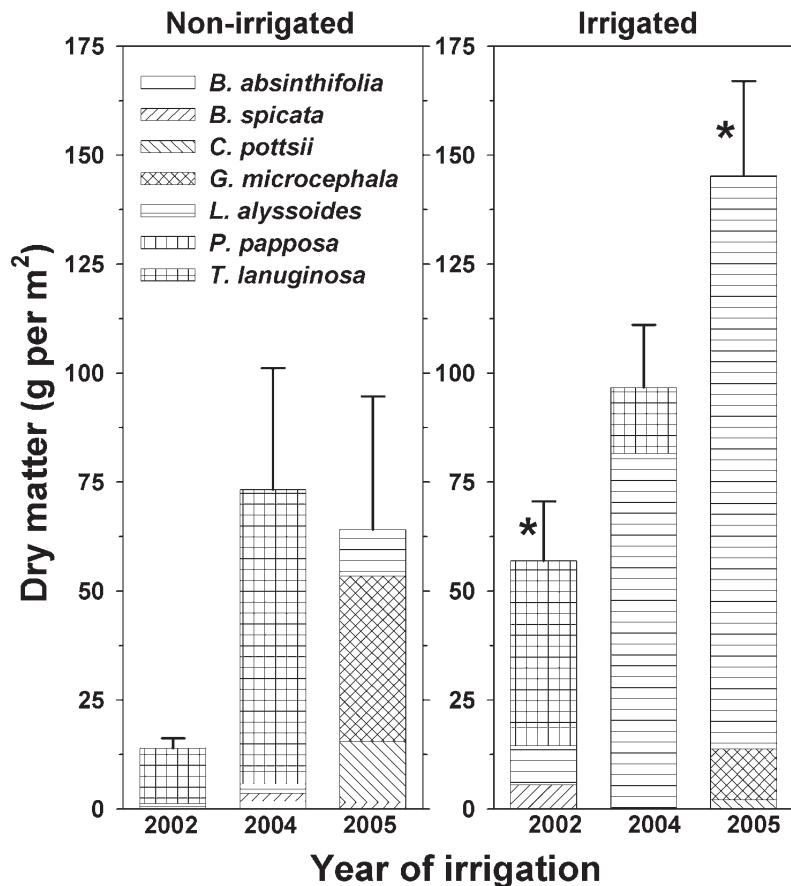 Non-irrigated
Irrigated
175
150
125
100
75
50
25
0
B. absinthifolia
B. spicata
C. pottsii
G. microcephala
L. alyssoides
P. papposa
T. lanuginosa
175
150
125
100
75
50
25
0
*
*
Dry matter (g per m²)
2002 2004 2005
2002 2004 2005
Year of irrigation